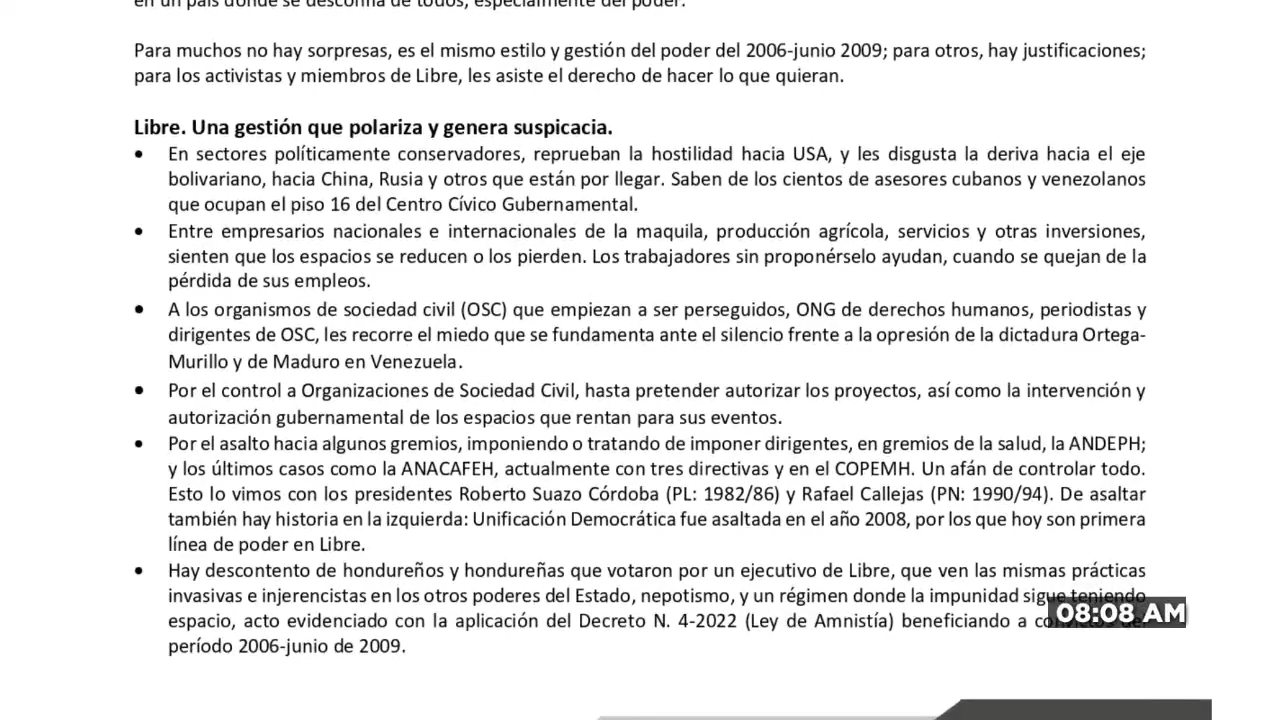 en un país donde se desconfía de todos, especialmente del poder.
Para muchos no hay sorpresas, es el mismo estilo y gestión del poder del 2006-junio 2009; para otros, hay justificaciones;
para los activistas y miembros de Libre, les asiste el derecho de hacer lo que quieran.
Libre. Una gestión que polariza y genera suspicacia.
• En sectores políticamente conservadores, reprueban la hostilidad hacia USA, y les disgusta la deriva hacia el eje
bolivariano, hacia China, Rusia y otros que están por llegar. Saben de los cientos de asesores cubanos y venezolanos
que ocupan el piso 16 del Centro Cívico Gubernamental.
• Entre empresarios nacionales e internacionales de la maquila, producción agrícola, servicios y otras inversiones,
sienten que los espacios se reducen o los pierden. Los trabajadores sin proponérselo ayudan, cuando se quejan de la
pérdida de sus empleos.
• A los organismos de sociedad civil (OSC) que empiezan a ser perseguidos, ONG de derechos humanos, periodistas y
dirigentes de OSC, les recorre el miedo que se fundamenta ante el silencio frente a la opresión de la dictadura Ortega-
Murillo y de Maduro en Venezuela.
• Por el control a Organizaciones de Sociedad Civil, hasta pretender autorizar los proyectos, así como la intervención y
autorización gubernamental de los espacios que rentan para sus eventos.
• Por el asalto hacia algunos gremios, imponiendo o tratando de imponer dirigentes, en gremios de la salud, la ANDEPH;
y los últimos casos como la ANACAFEH, actualmente con tres directivas y en el COPEMH. Un afán de controlar todo.
Esto lo vimos con los presidentes Roberto Suazo Córdoba (PL: 1982/86) y Rafael Callejas (PN: 1990/94). De asaltar
también hay historia en la izquierda: Unificación Democrática fue asaltada en el año 2008, por los que hoy son primera
línea de poder en Libre.
• Hay descontento de hondureños y hondureñas que votaron por un ejecutivo de Libre, que ven las mismas prácticas
invasivas e injerencistas en los otros poderes del Estado, nepotismo, y un régimen donde la impunidad sigue teniendo
espacio, acto evidenciado con la aplicación del Decreto N. 4-2022 (Ley de Amnistía) beneficiando a
período 2006-junio de 2009.
08:08 AM